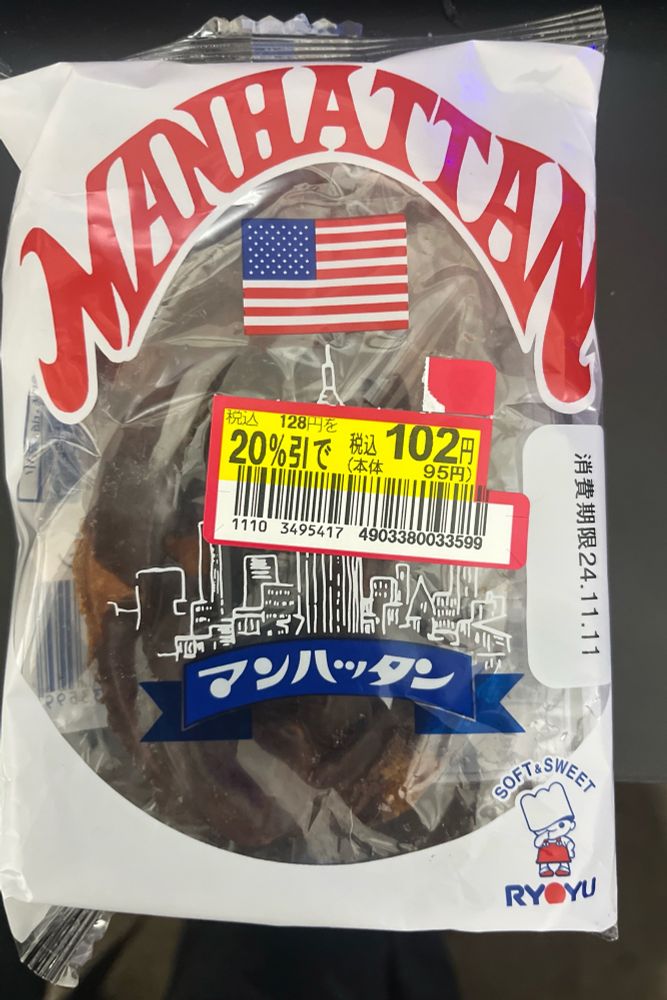 MANHATTAN
税込 128円を
20%引で 税込 102円
(本体 95円)
1110 3495417 4903380033599
消費期限24.11.11
マンハッタン
SOFT&SWEET
RYOYU